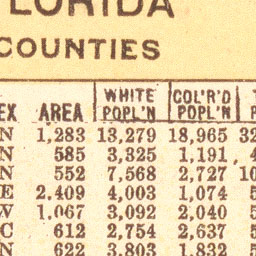 LORIDA
COUNTIES
EX AREA WHITE POPL'N COL'R'D POPL'N
N 1,283 13,279 18,965 32
N 585 3,325 1,191 4
N 552 7,568 2,727 10
E 2.409 4,003 1,074 5
W 1.067 3,092 2,040 5
C 612 2,754 2,637 5
N 622 3,803 1,832 5